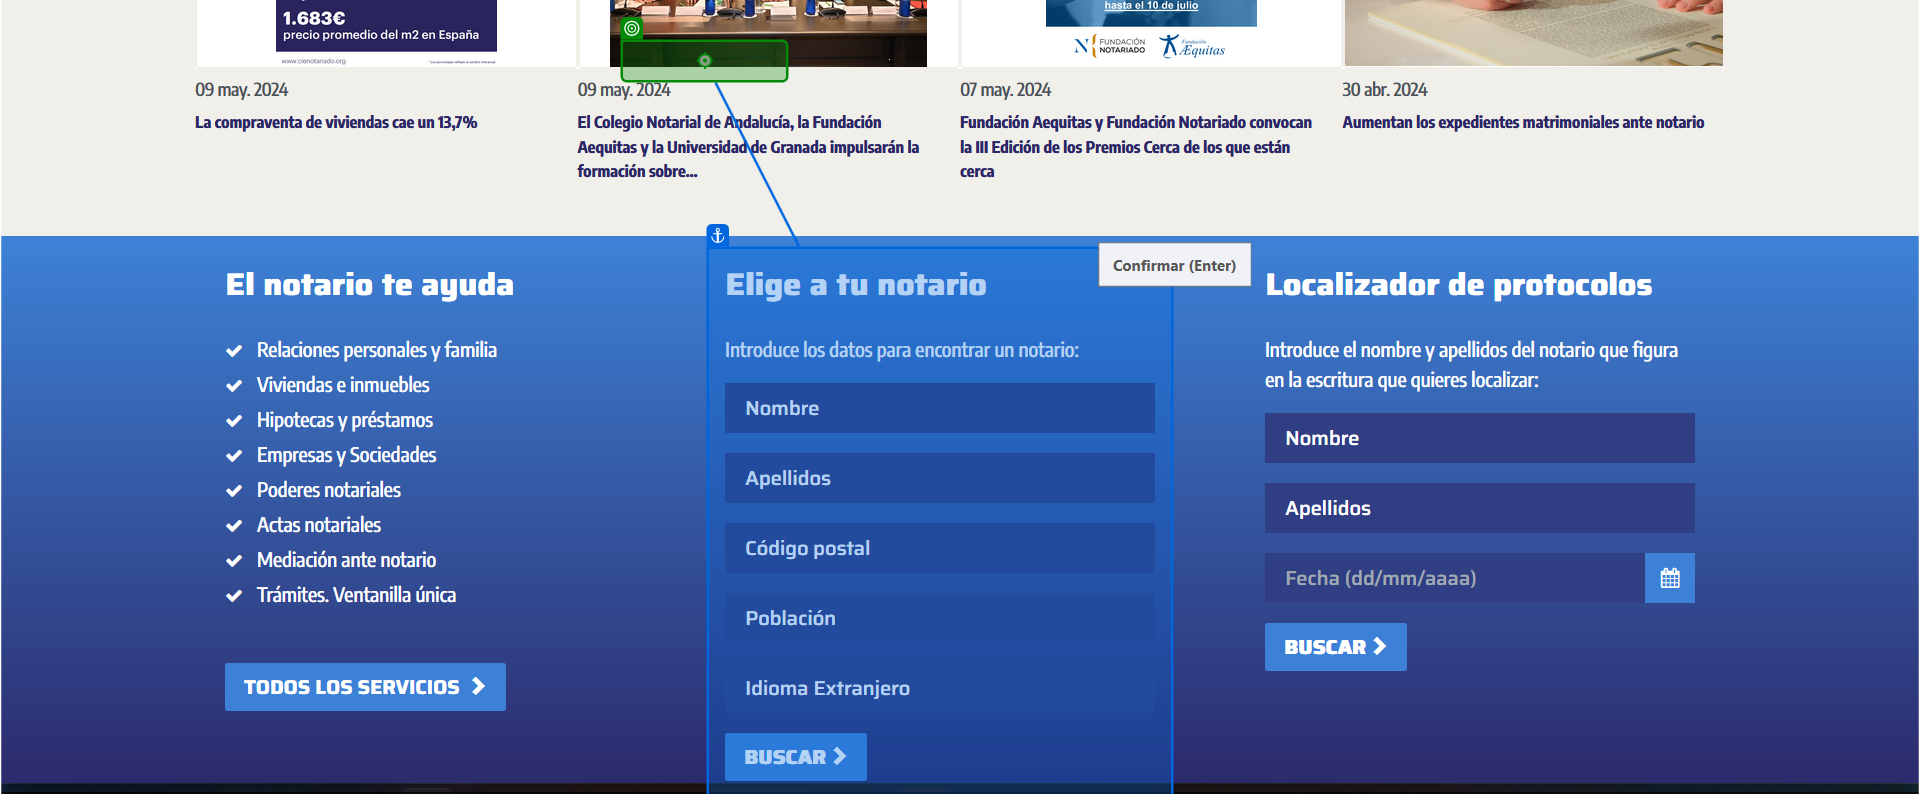 1.683€
precio promedio del m2 en España
www.cienotariado.org
hasta el 10 de julio
FUNDACIÓN
NOTARIADO
Fundación
Æquitas
09 may. 2024
La compraventa de viviendas cae un 13,7%
09 may. 2024
El Colegio Notarial de Andalucía, la Fundación
Aequitas y la Universidad de Granada impulsarán la
formación sobre...
07 may. 2024
Fundación Aequitas y Fundación Notariado convocan
la III Edición de los Premios Cerca de los que están
cerca
30 abr. 2024
Aumentan los expedientes matrimoniales ante notario
El notario te ayuda
Relaciones personales y familia
Viviendas e inmuebles
Hipotecas y préstamos
Empresas y Sociedades
Poderes notariales
Actas notariales
Mediación ante notario
Trámites. Ventanilla única
TODOS LOS SERVICIOS
Elige a tu notario
Confirmar (Enter)
Introduce los datos para encontrar un notario:
Nombre
Apellidos
Código postal
Población
Idioma Extranjero
BUSCAR
Localizador de protocolos
Introduce el nombre y apellidos del notario que figura
en la escritura que quieres localizar:
Nombre
Apellidos
Fecha (dd/mm/aaaa)
BUSCAR